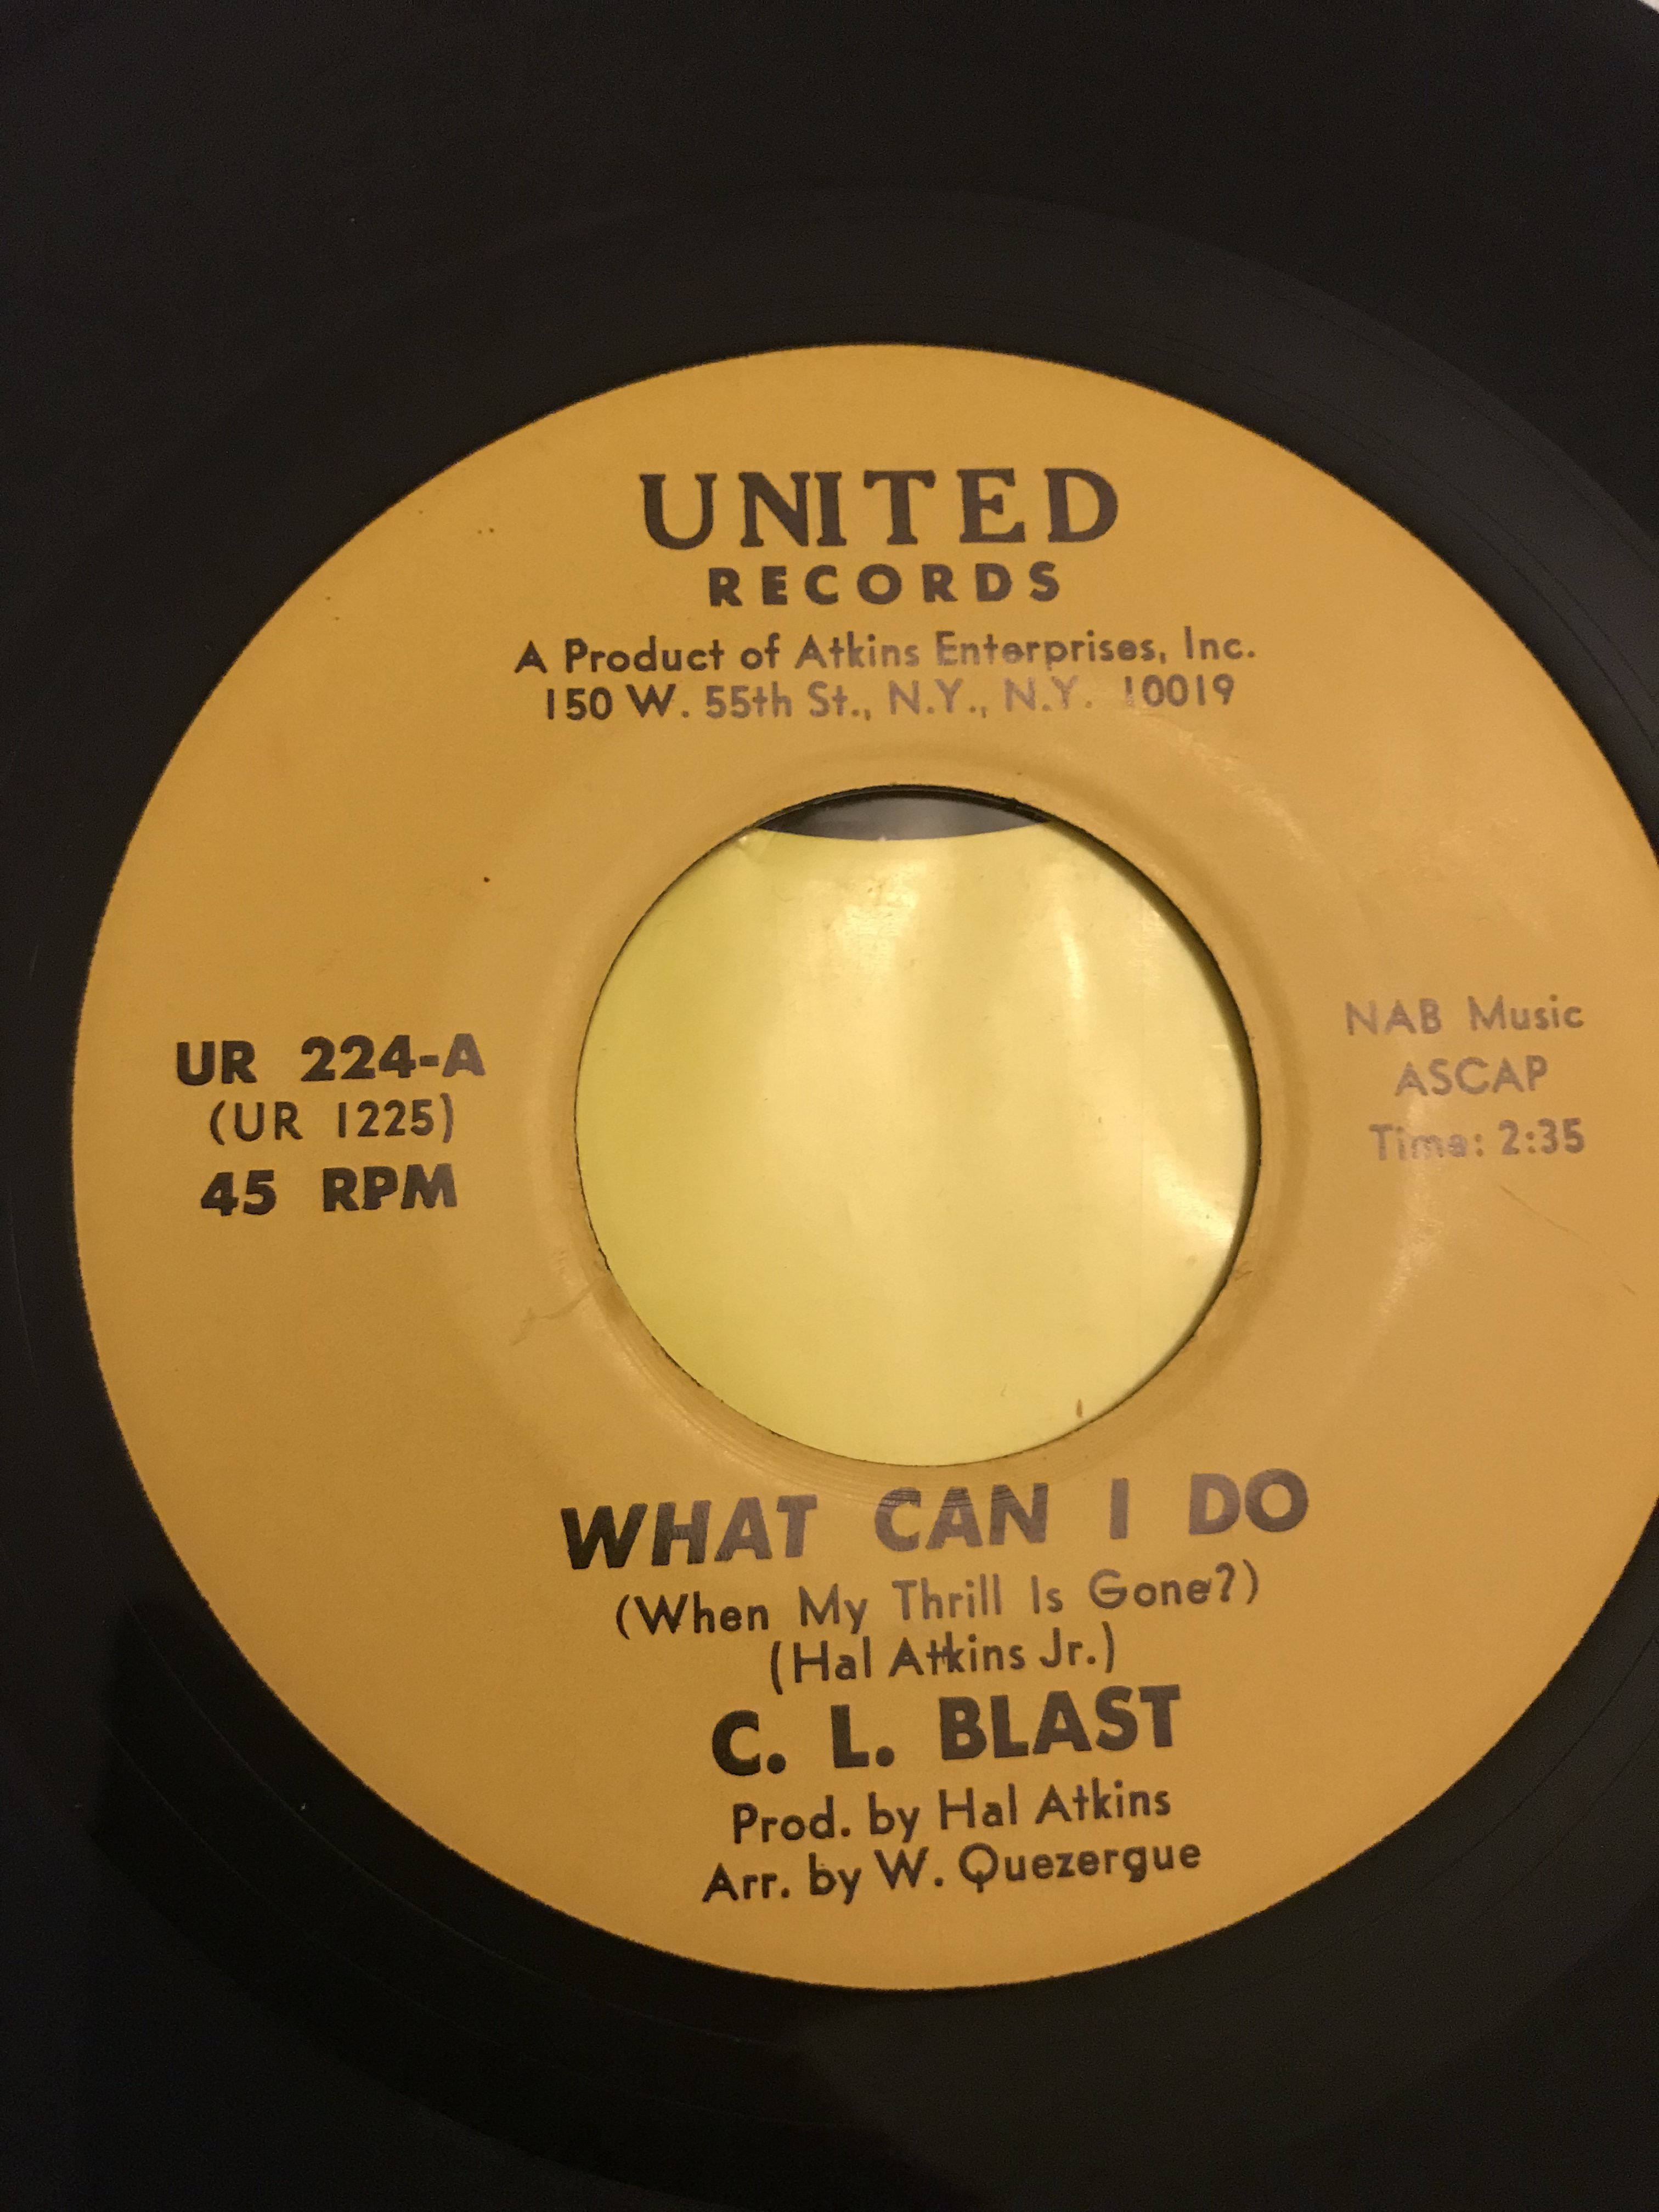 UNITED
RECORDS
A Product of Atkins Enterprises, Inc.
150 W. 55th St., N.Y., N.Y. 10019
UR 224-A
(UR 1225)
45 RPM
NAB Music
ASCAP
Time: 2:35
WHAT CAN I DO
(When My Thrill Is Gone?)
(Hal Atkins Jr.)
C. L. BLAST
Prod. by Hal Atkins
Arr. by W. Quezergue